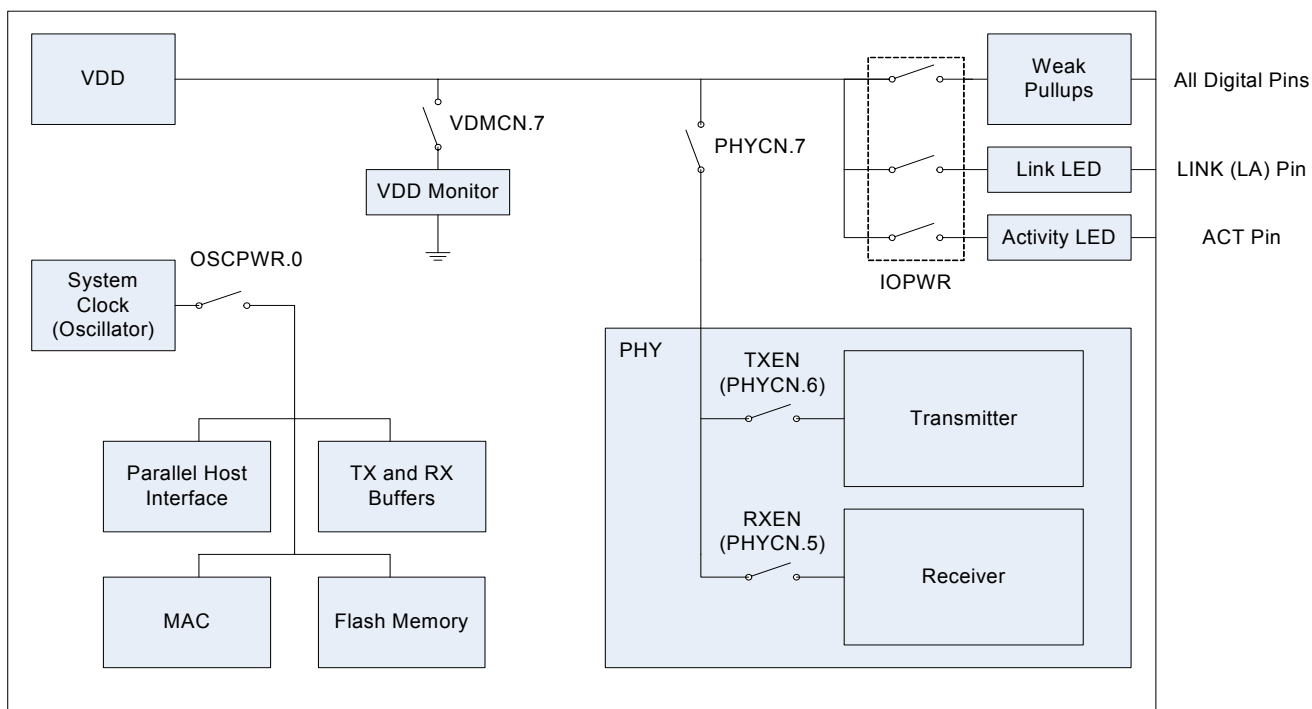 VDD
VDMCN.7
VDD Monitor
PHYCN.7
Weak
Pullups
All Digital Pins
Link LED
LINK (LA) Pin
Activity LED
ACT Pin
IOPWR
OSCPWR.0
System
Clock
(Oscillator)
Parallel Host
Interface
TX and RX
Buffers
MAC
Flash Memory
PHY
TXEN
(PHYCN.6)
Transmitter
RXEN
(PHYCN.5)
Receiver